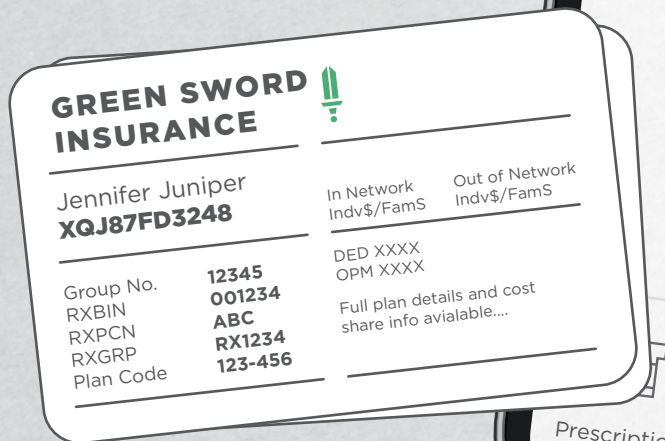 GREEN SWORD
INSURANCE
Jennifer Juniper
XQJ87FD3248
Group No. 12345
RXBIN 001234
RXPCN ABC
RXGRP RX1234
Plan Code 123-456
In Network Out of Network
Indv$/FamS Indv$/FamS
DED XXXX
OPM XXXX
Full plan details and cost
share info avialable....